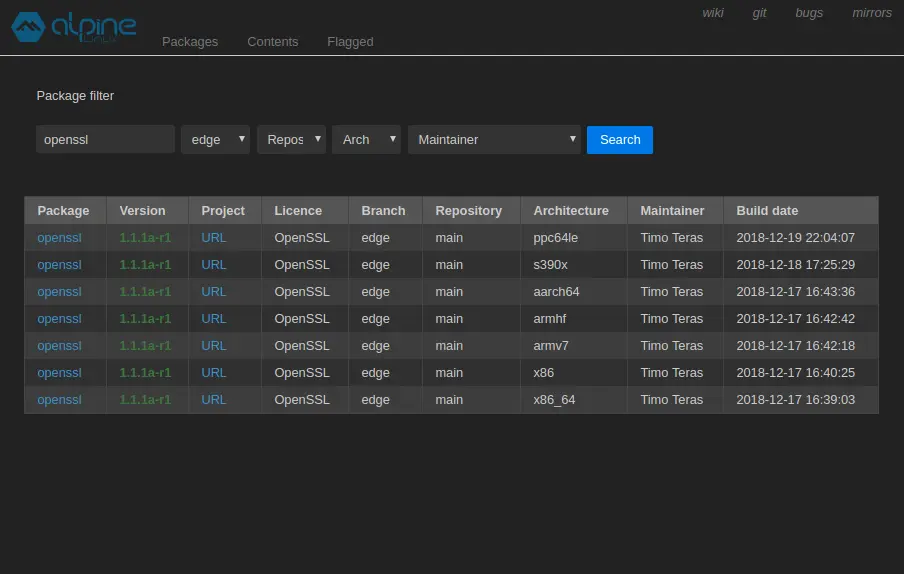 wiki git bugs mirrors
alpine
LINUX
Packages Contents Flagged
Package filter
openssl edge Repos Arch Maintainer Search
Package Version Project Licence Branch Repository Architecture Maintainer Build date
openssl 1.1.1a-r1 URL OpenSSL edge main ppc64le Timo Teras 2018-12-19 22:04:07
openssl 1.1.1a-r1 URL OpenSSL edge main s390x Timo Teras 2018-12-18 17:25:29
openssl 1.1.1a-r1 URL OpenSSL edge main aarch64 Timo Teras 2018-12-17 16:43:36
openssl 1.1.1a-r1 URL OpenSSL edge main armhf Timo Teras 2018-12-17 16:42:42
openssl 1.1.1a-r1 URL OpenSSL edge main armv7 Timo Teras 2018-12-17 16:42:18
openssl 1.1.1a-r1 URL OpenSSL edge main x86 Timo Teras 2018-12-17 16:40:25
openssl 1.1.1a-r1 URL OpenSSL edge main x86_64 Timo Teras 2018-12-17 16:39:03